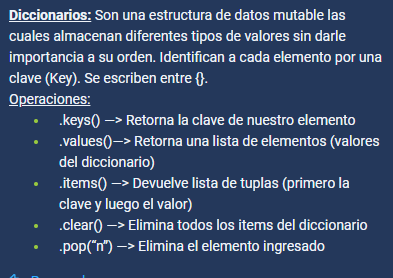 Diccionarios: Son una estructura de datos mutable las
cuales almacenan diferentes tipos de valores sin darle
importancia a su orden. Identifican a cada elemento por una
clave (Key). Se escriben entre {}.
Operaciones:
• .keys() —> Retorna la clave de nuestro elemento
• .values()—> Retorna una lista de elementos (valores
del diccionario)
• .items() —> Devuelve lista de tuplas (primero la
clave y luego el valor)
• .clear() —> Elimina todos los items del diccionario
• .pop(“n”) —> Elimina el elemento ingresado